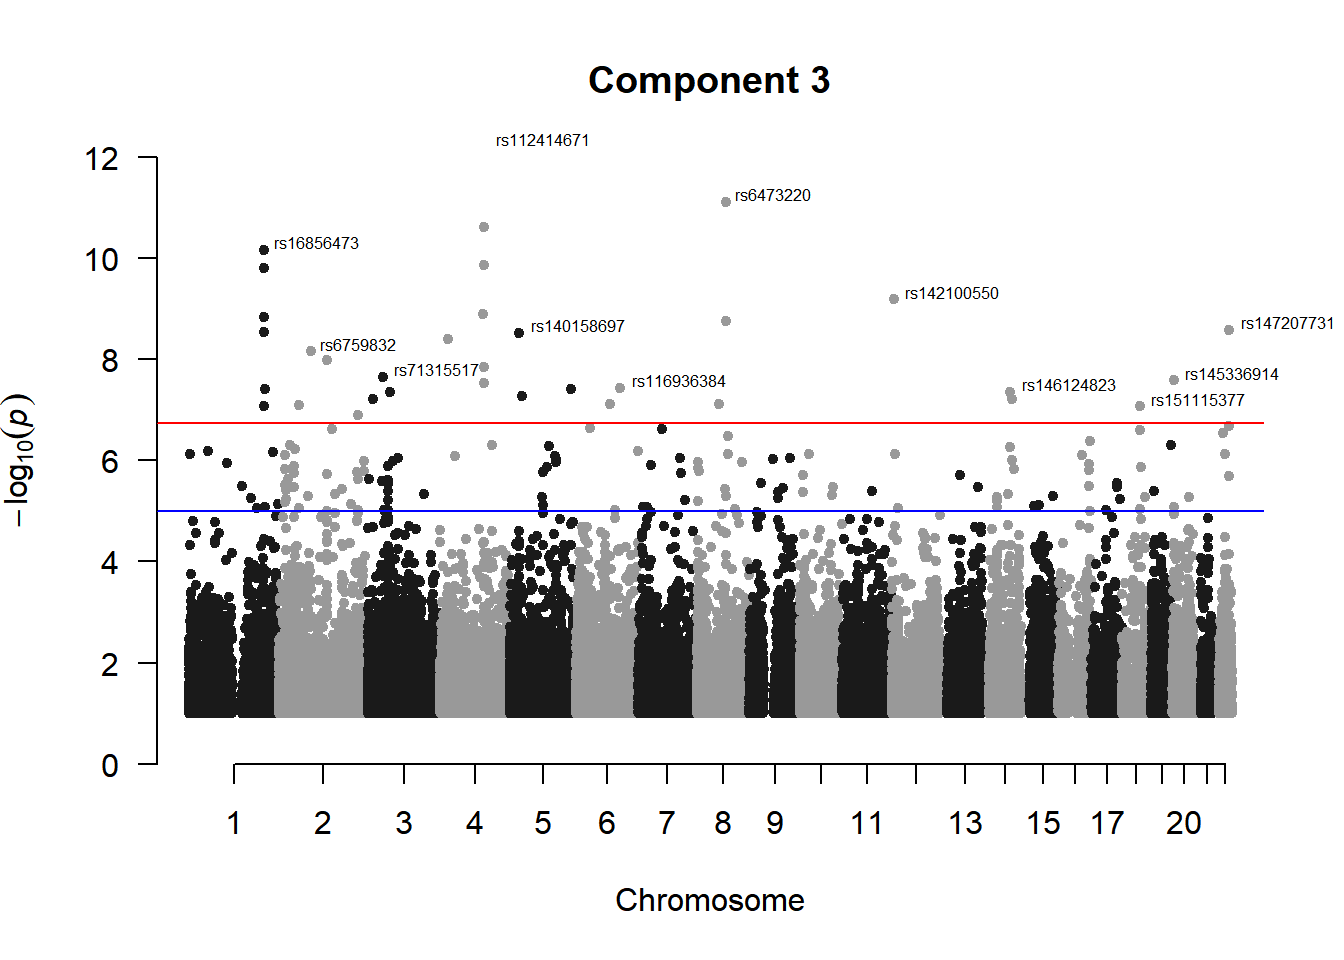 Component 3
rs112414671
12
rs6473220
rs16856473
10
rs142100550
rs140158697
rs147207731
rs6759832
8
rs71315517
rs116936384
rs145336914
rs146124823
rs151115377
−log10(p)
6
4
2
0
1 2 3 4 5 6 7 8 9 11 13 15 17 20
Chromosome